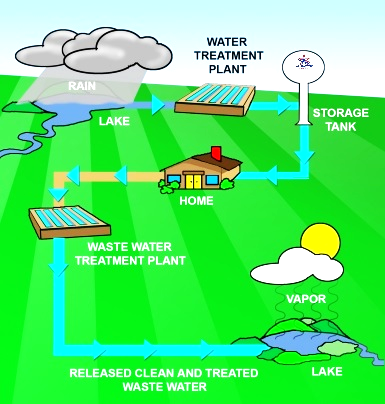 WATER
TREATMENT
PLANT
RAIN
LAKE
STORAGE
TANK
HOME
WASTE WATER
TREATMENT PLANT
VAPOR
LAKE
RELEASED CLEAN AND TREATED
WASTE WATER